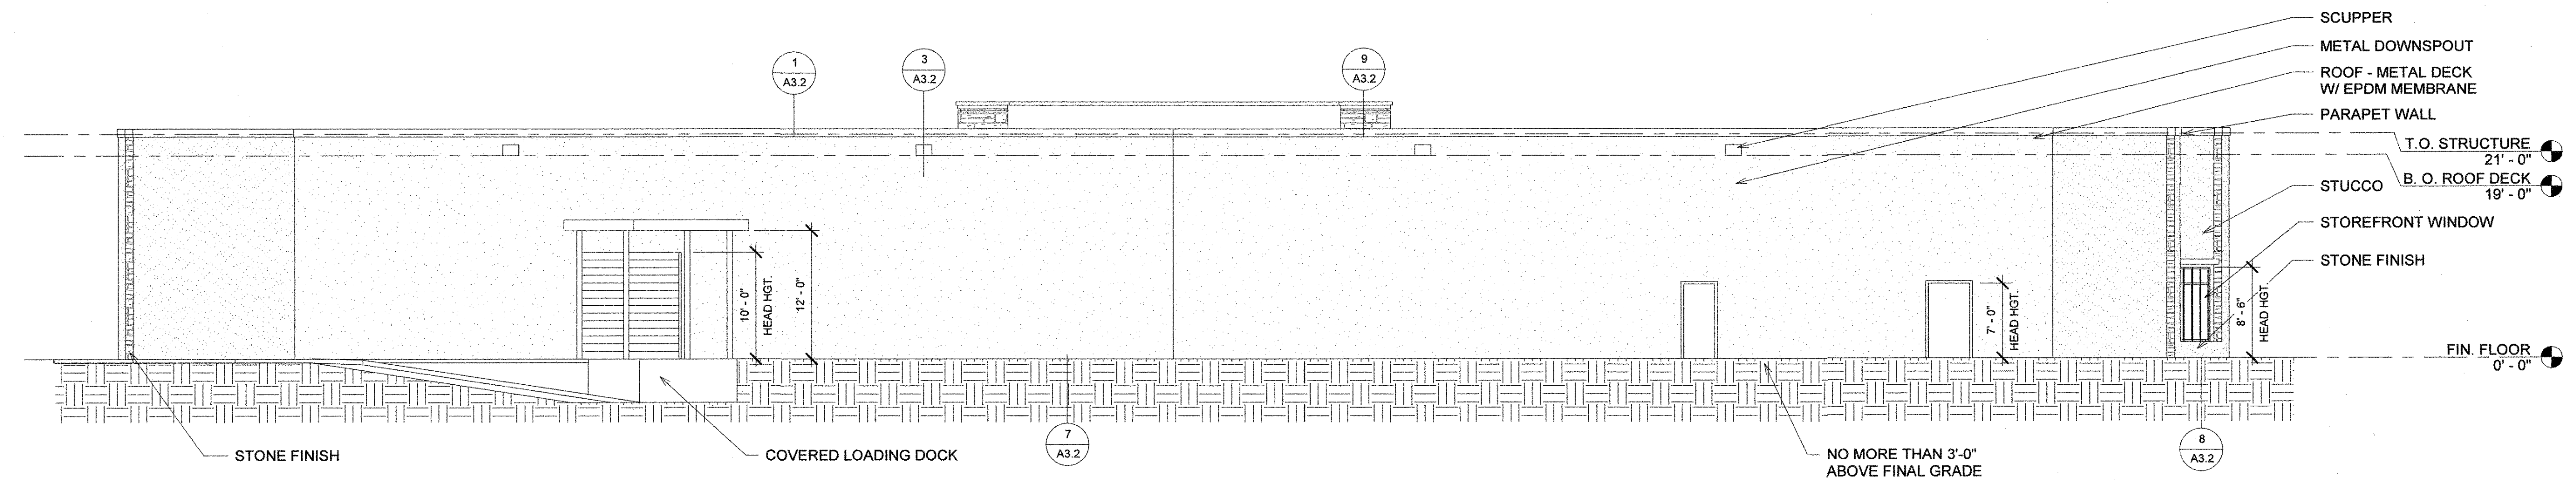 1
A3.2
3
A3.2
9
A3.2
SCUPPER
METAL DOWNSPOUT
ROOF - METAL DECK
W/ EPDM MEMBRANE
PARAPET WALL
T.O. STRUCTURE
21' - 0"
B. O. ROOF DECK
19' - 0"
STUCCO
STOREFRONT WINDOW
STONE FINISH
10' - 0"
HEAD HGT.
12' - 0"
7' - 0"
HEAD HGT.
8' - 6"
HEAD HGT.
FIN. FLOOR
0' - 0"
STONE FINISH
COVERED LOADING DOCK
7
A3.2
NO MORE THAN 3'-0"
ABOVE FINAL GRADE
8
A3.2